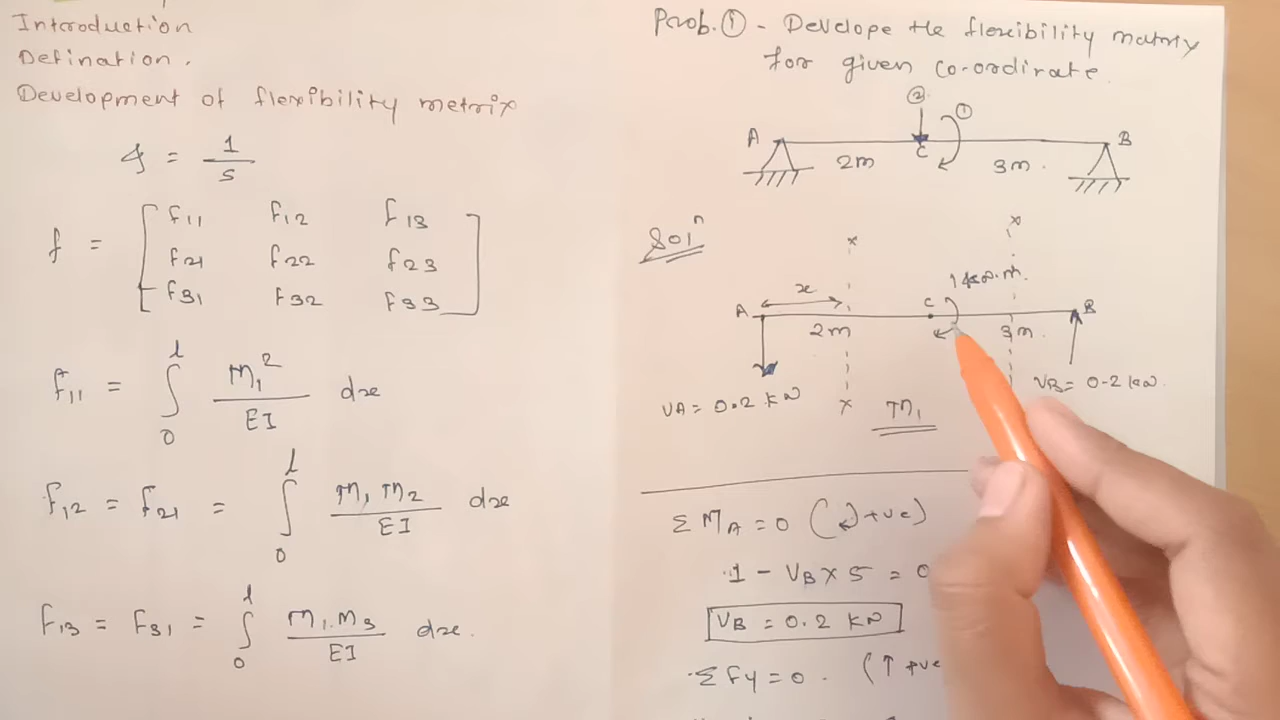 Introduction
Defination.
Development of flexibility metrix
f = 1/s
f = [ f11 f12 f13
f21 f22 f23
f31 f32 f33 ]
f11 = ∫ 0 l m1² / EI dx
f12 = f21 = ∫ 0 l m1 m2 / EI dx
f13 = f31 = ∫ 0 l m1.m3 / EI dx.
Prob.① - Develope the flexibility matrix
for given co-ordinate.
② ①
A C B
2m 3m.
Solⁿ
x x
x 1 kN.m.
A C B
2m 3m.
VA = 0.2 kN x m1 VB = 0.2 kN.
ΣMA = 0 (↻+ve)
.1 - VB x 5 = 0
VB = 0.2 kN
.ΣFy = 0. (↑ +ve